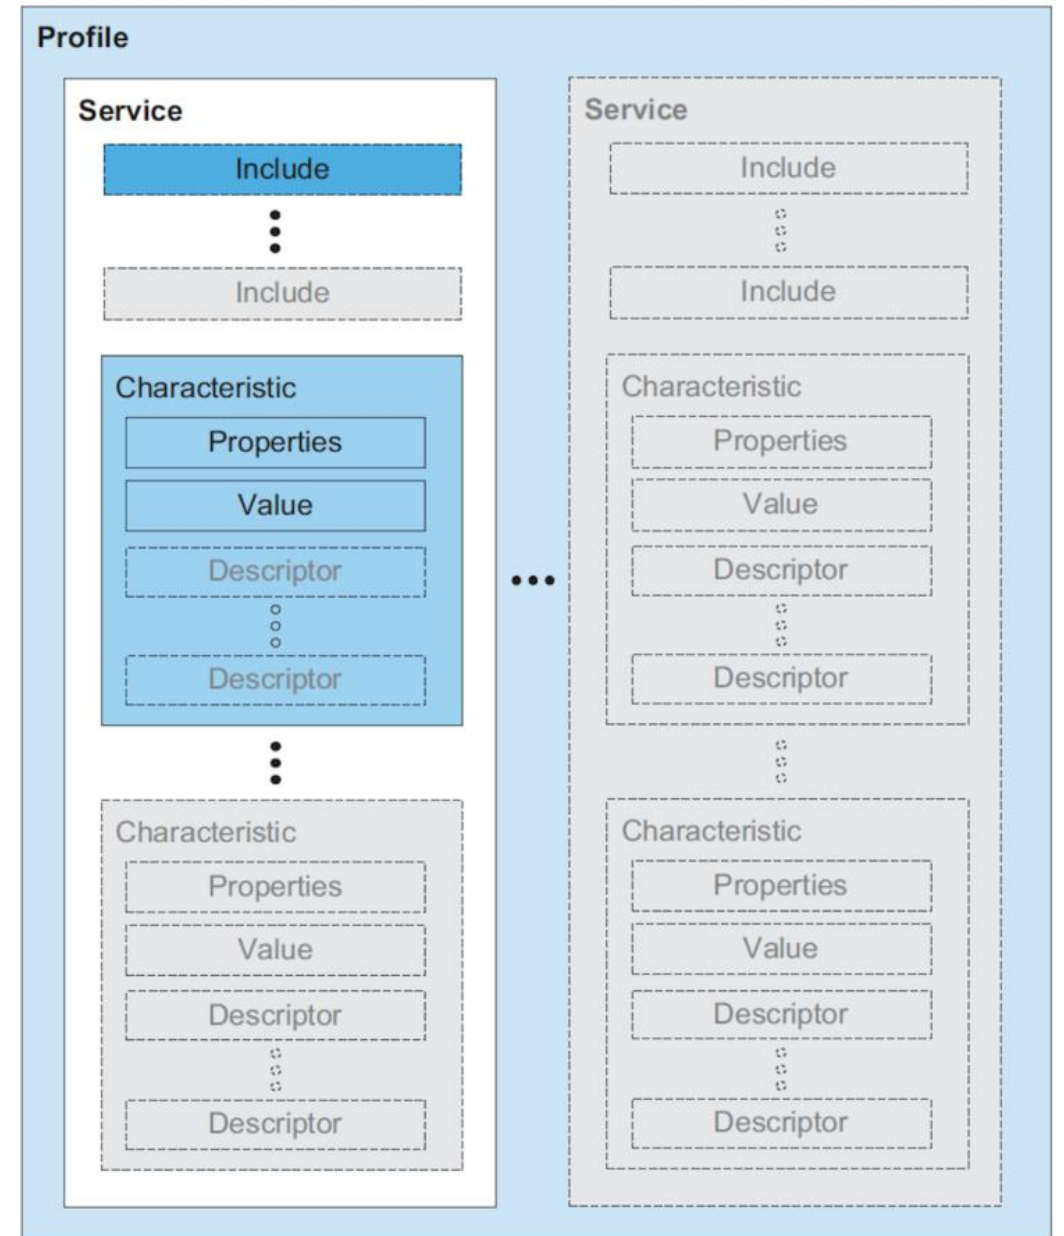 Profile
Service
Include
Include
Characteristic
Properties
Value
Descriptor
Descriptor
Characteristic
Properties
Value
Descriptor
Descriptor
Service
Include
Include
Characteristic
Properties
Value
Descriptor
Descriptor
Characteristic
Properties
Value
Descriptor
Descriptor